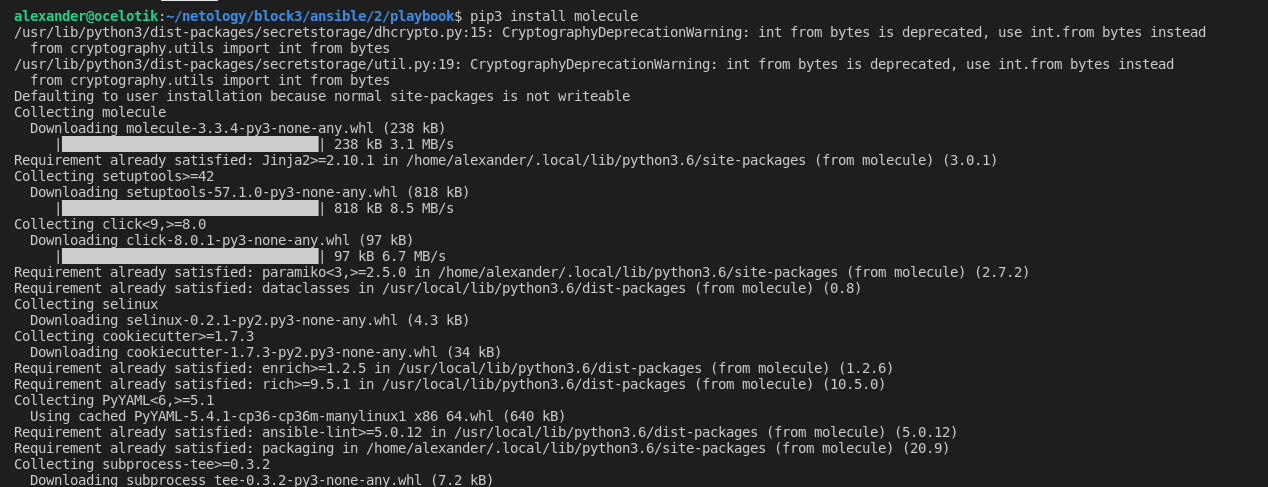 alexander@ocelotik:~/netology/block3/ansible/2/playbook$ pip3 install molecule
/usr/lib/python3/dist-packages/secretstorage/dhcrypto.py:15: CryptographyDeprecationWarning: int from bytes is deprecated, use int.from bytes instead
  from cryptography.utils import int from bytes
/usr/lib/python3/dist-packages/secretstorage/util.py:19: CryptographyDeprecationWarning: int from bytes is deprecated, use int.from bytes instead
  from cryptography.utils import int from bytes
Defaulting to user installation because normal site-packages is not writeable
Collecting molecule
  Downloading molecule-3.3.4-py3-none-any.whl (238 kB)
     |████████████████████████████████| 238 kB 3.1 MB/s
Requirement already satisfied: Jinja2>=2.10.1 in /home/alexander/.local/lib/python3.6/site-packages (from molecule) (3.0.1)
Collecting setuptools>=42
  Downloading setuptools-57.1.0-py3-none-any.whl (818 kB)
     |████████████████████████████████| 818 kB 8.5 MB/s
Collecting click<9,>=8.0
  Downloading click-8.0.1-py3-none-any.whl (97 kB)
     |████████████████████████████████| 97 kB 6.7 MB/s
Requirement already satisfied: paramiko<3,>=2.5.0 in /home/alexander/.local/lib/python3.6/site-packages (from molecule) (2.7.2)
Requirement already satisfied: dataclasses in /usr/local/lib/python3.6/dist-packages (from molecule) (0.8)
Collecting selinux
  Downloading selinux-0.2.1-py2.py3-none-any.whl (4.3 kB)
Collecting cookiecutter>=1.7.3
  Downloading cookiecutter-1.7.3-py2.py3-none-any.whl (34 kB)
Requirement already satisfied: enrich>=1.2.5 in /usr/local/lib/python3.6/dist-packages (from molecule) (1.2.6)
Requirement already satisfied: rich>=9.5.1 in /usr/local/lib/python3.6/dist-packages (from molecule) (10.5.0)
Collecting PyYAML<6,>=5.1
  Using cached PyYAML-5.4.1-cp36-cp36m-manylinux1 x86 64.whl (640 kB)
Requirement already satisfied: ansible-lint>=5.0.12 in /usr/local/lib/python3.6/dist-packages (from molecule) (5.0.12)
Requirement already satisfied: packaging in /home/alexander/.local/lib/python3.6/site-packages (from molecule) (20.9)
Collecting subprocess-tee>=0.3.2
  Downloading subprocess tee-0.3.2-py3-none-any.whl (7.2 kB)